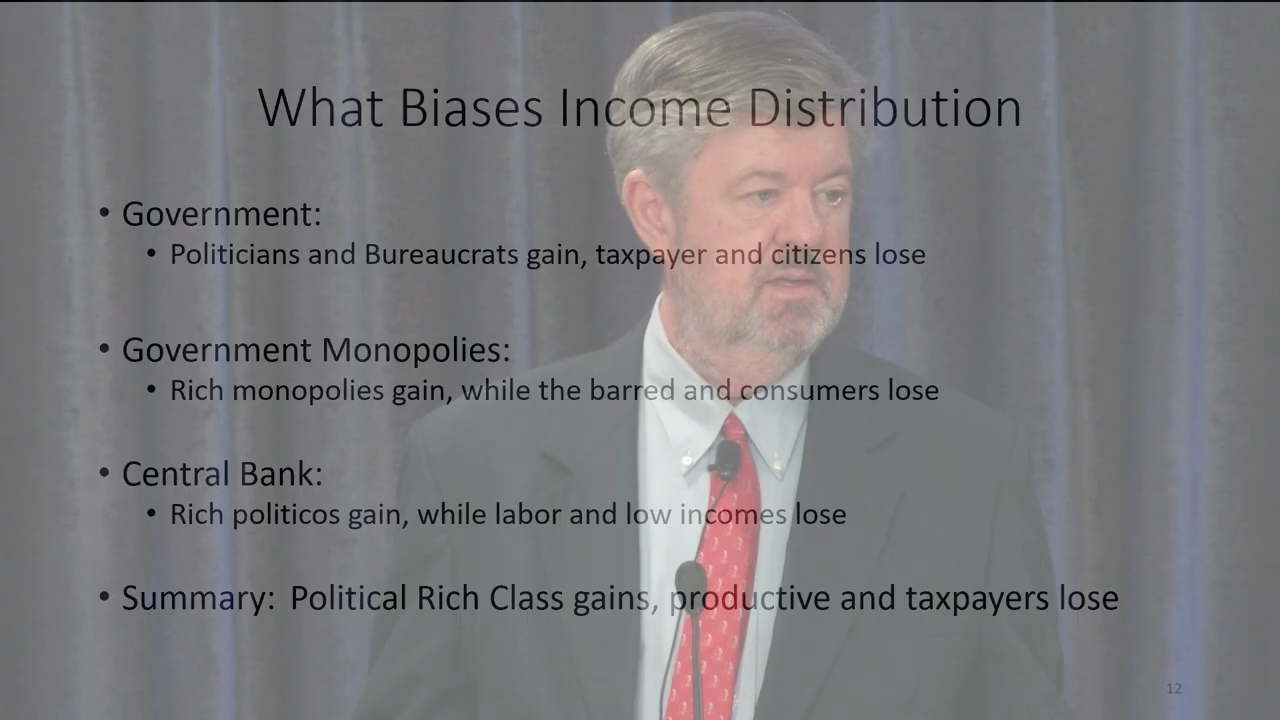 What Biases Income Distribution
• Government:
• Politicians and Bureaucrats gain, taxpayer and citizens lose
• Government Monopolies:
• Rich monopolies gain, while the barred and consumers lose
• Central Bank:
• Rich politicos gain, while labor and low incomes lose
• Summary: Political Rich Class gains, productive and taxpayers lose
12